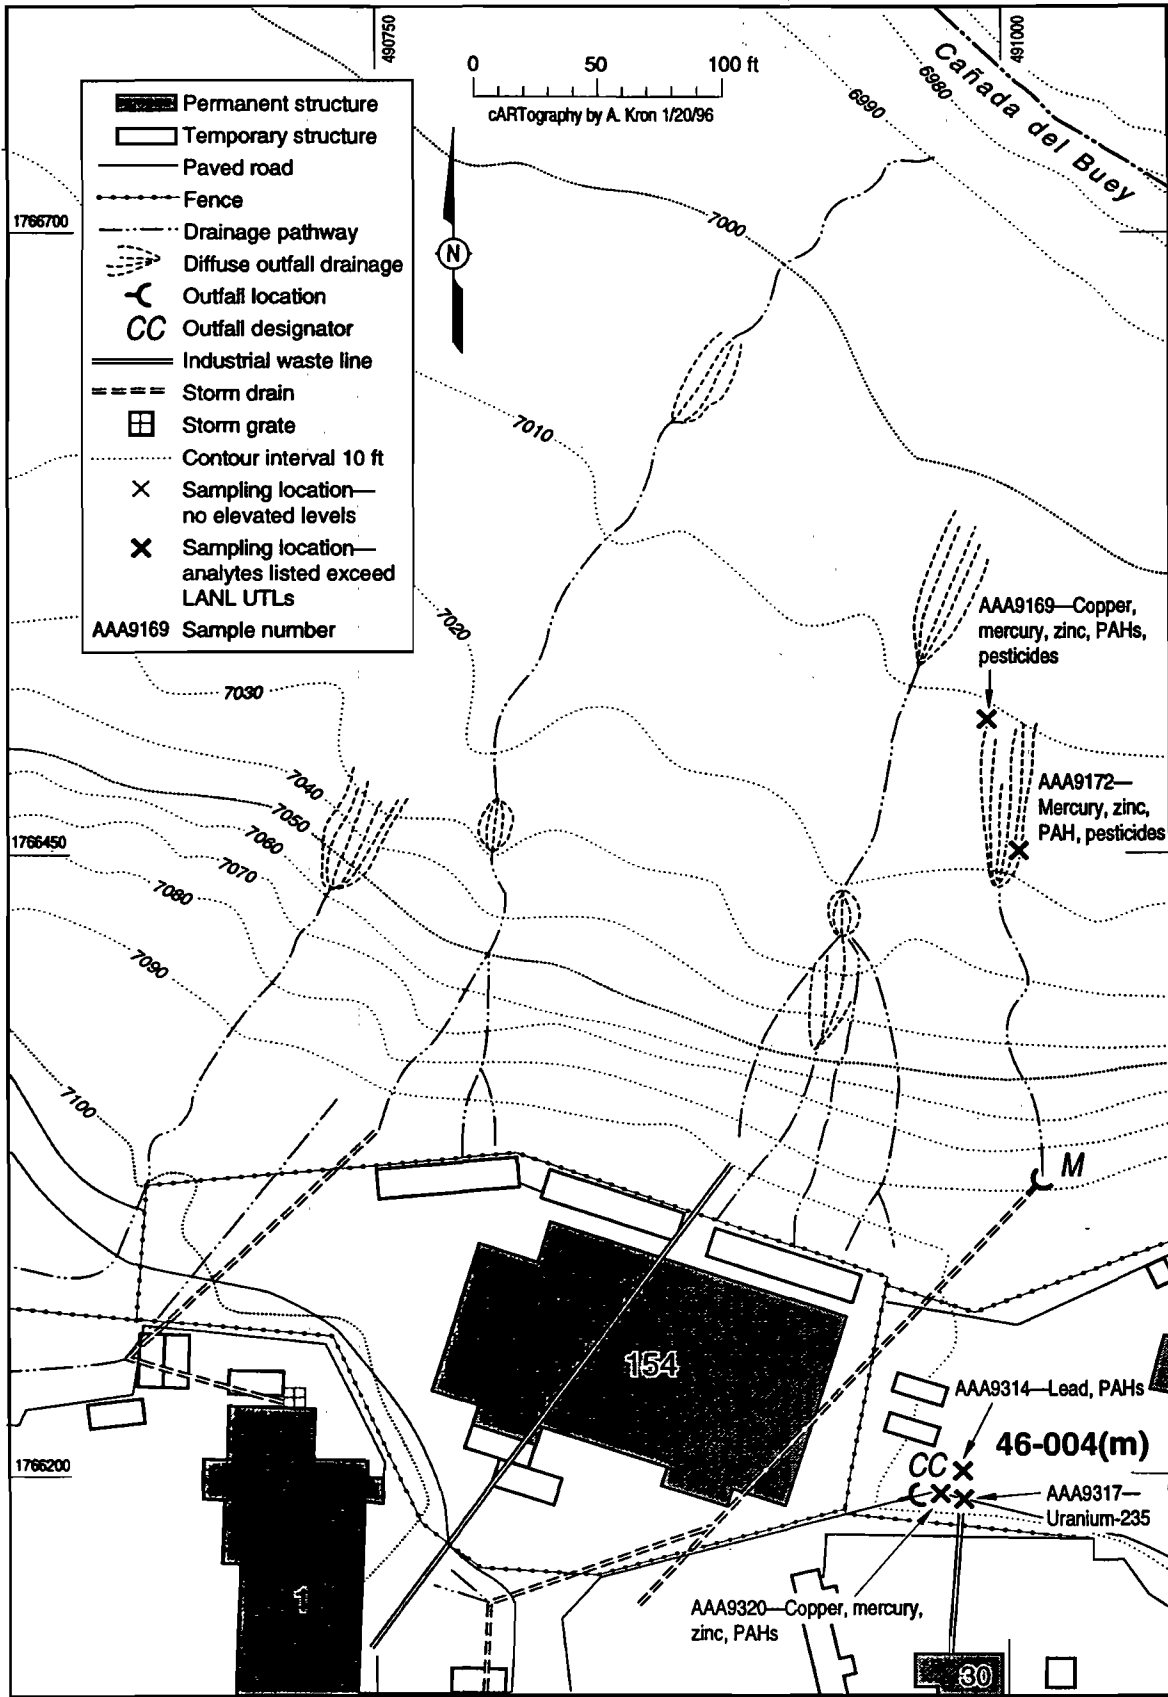 490750
491000
0 50 100 ft
cARTography by A. Kron 1/20/96
Cañada del Buey
6980
6990
Permanent structure
Temporary structure
Paved road
Fence
Drainage pathway
Diffuse outfall drainage
Outfall location
CC Outfall designator
Industrial waste line
Storm drain
Storm grate
Contour interval 10 ft
Sampling location—
no elevated levels
Sampling location—
analytes listed exceed
LANL UTLs
AAA9169 Sample number
1766700
N
7000
7010
7020
7030
AAA9169—Copper,
mercury, zinc, PAHs,
pesticides
7040
7050
7060
7070
7080
7090
7100
AAA9172—
Mercury, zinc,
PAH, pesticides
1766450
M
154
AAA9314—Lead, PAHs
46-004(m)
CC
1766200
AAA9317—
Uranium-235
1
AAA9320—Copper, mercury,
zinc, PAHs
30